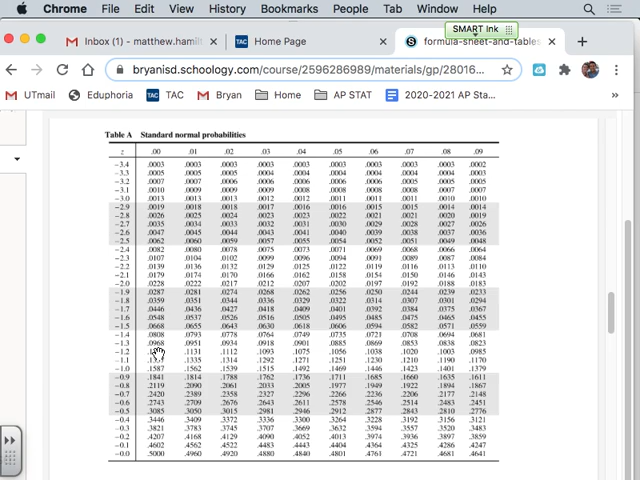 Chrome File Edit View History Bookmarks People Tab Window Help
SMART Ink
Inbox (1) - matthew.hamil
TAC Home Page
S formula-sheet-and-tables
bryanisd.schoology.com/course/2596286989/materials/gp/28016...
UTmail Eduphoria TAC TAC Bryan Home AP STAT 2020-2021 AP Sta... »
Table A Standard normal probabilities
z .00 .01 .02 .03 .04 .05 .06 .07 .08 .09
−3.4 .0003 .0003 .0003 .0003 .0003 .0003 .0003 .0003 .0003 .0002
−3.3 .0005 .0005 .0005 .0004 .0004 .0004 .0004 .0004 .0004 .0003
−3.2 .0007 .0007 .0006 .0006 .0006 .0006 .0006 .0005 .0005 .0005
−3.1 .0010 .0009 .0009 .0009 .0008 .0008 .0008 .0008 .0007 .0007
−3.0 .0013 .0013 .0013 .0012 .0012 .0011 .0011 .0011 .0010 .0010
−2.9 .0019 .0018 .0018 .0017 .0016 .0016 .0015 .0015 .0014 .0014
−2.8 .0026 .0025 .0024 .0023 .0023 .0022 .0021 .0021 .0020 .0019
−2.7 .0035 .0034 .0033 .0032 .0031 .0030 .0029 .0028 .0027 .0026
−2.6 .0047 .0045 .0044 .0043 .0041 .0040 .0039 .0038 .0037 .0036
−2.5 .0062 .0060 .0059 .0057 .0055 .0054 .0052 .0051 .0049 .0048
−2.4 .0082 .0080 .0078 .0075 .0073 .0071 .0069 .0068 .0066 .0064
−2.3 .0107 .0104 .0102 .0099 .0096 .0094 .0091 .0089 .0087 .0084
−2.2 .0139 .0136 .0132 .0129 .0125 .0122 .0119 .0116 .0113 .0110
−2.1 .0179 .0174 .0170 .0166 .0162 .0158 .0154 .0150 .0146 .0143
−2.0 .0228 .0222 .0217 .0212 .0207 .0202 .0197 .0192 .0188 .0183
−1.9 .0287 .0281 .0274 .0268 .0262 .0256 .0250 .0244 .0239 .0233
−1.8 .0359 .0351 .0344 .0336 .0329 .0322 .0314 .0307 .0301 .0294
−1.7 .0446 .0436 .0427 .0418 .0409 .0401 .0392 .0384 .0375 .0367
−1.6 .0548 .0537 .0526 .0516 .0505 .0495 .0485 .0475 .0465 .0455
−1.5 .0668 .0655 .0643 .0630 .0618 .0606 .0594 .0582 .0571 .0559
−1.4 .0808 .0793 .0778 .0764 .0749 .0735 .0721 .0708 .0694 .0681
−1.3 .0968 .0951 .0934 .0918 .0901 .0885 .0869 .0853 .0838 .0823
−1.2 .1131 .1112 .1093 .1075 .1056 .1038 .1020 .1003 .0985
−1.1 .1335 .1314 .1292 .1271 .1251 .1230 .1210 .1190 .1170
−1.0 .1587 .1562 .1539 .1515 .1492 .1469 .1446 .1423 .1401 .1379
−0.9 .1841 .1814 .1788 .1762 .1736 .1711 .1685 .1660 .1635 .1611
−0.8 .2119 .2090 .2061 .2033 .2005 .1977 .1949 .1922 .1894 .1867
−0.7 .2420 .2389 .2358 .2327 .2296 .2266 .2236 .2206 .2177 .2148
−0.6 .2743 .2709 .2676 .2643 .2611 .2578 .2546 .2514 .2483 .2451
−0.5 .3085 .3050 .3015 .2981 .2946 .2912 .2877 .2843 .2810 .2776
−0.4 .3446 .3409 .3372 .3336 .3300 .3264 .3228 .3192 .3156 .3121
−0.3 .3821 .3783 .3745 .3707 .3669 .3632 .3594 .3557 .3520 .3483
−0.2 .4207 .4168 .4129 .4090 .4052 .4013 .3974 .3936 .3897 .3859
−0.1 .4602 .4562 .4522 .4483 .4443 .4404 .4364 .4325 .4286 .4247
−0.0 .5000 .4960 .4920 .4880 .4840 .4801 .4761 .4721 .4681 .4641